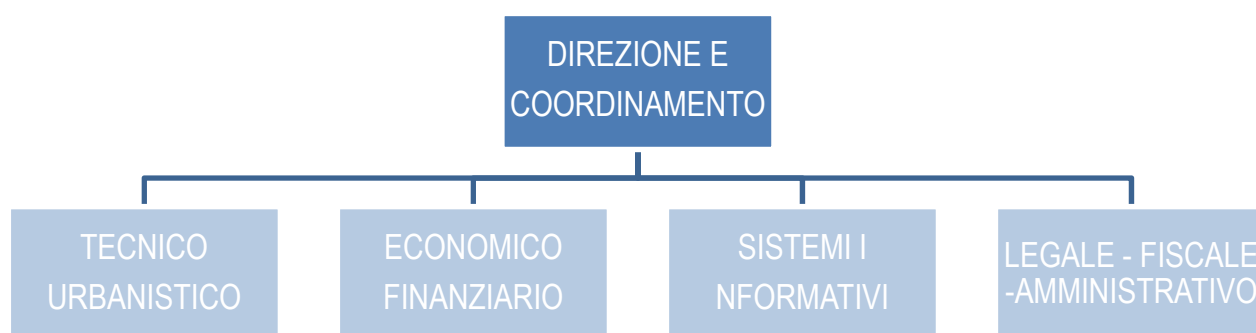 DIREZIONE E
COORDINAMENTO
TECNICO
URBANISTICO
ECONOMICO
FINANZIARIO
SISTEMI I
NFORMATIVI
LEGALE - FISCALE
-AMMINISTRATIVO